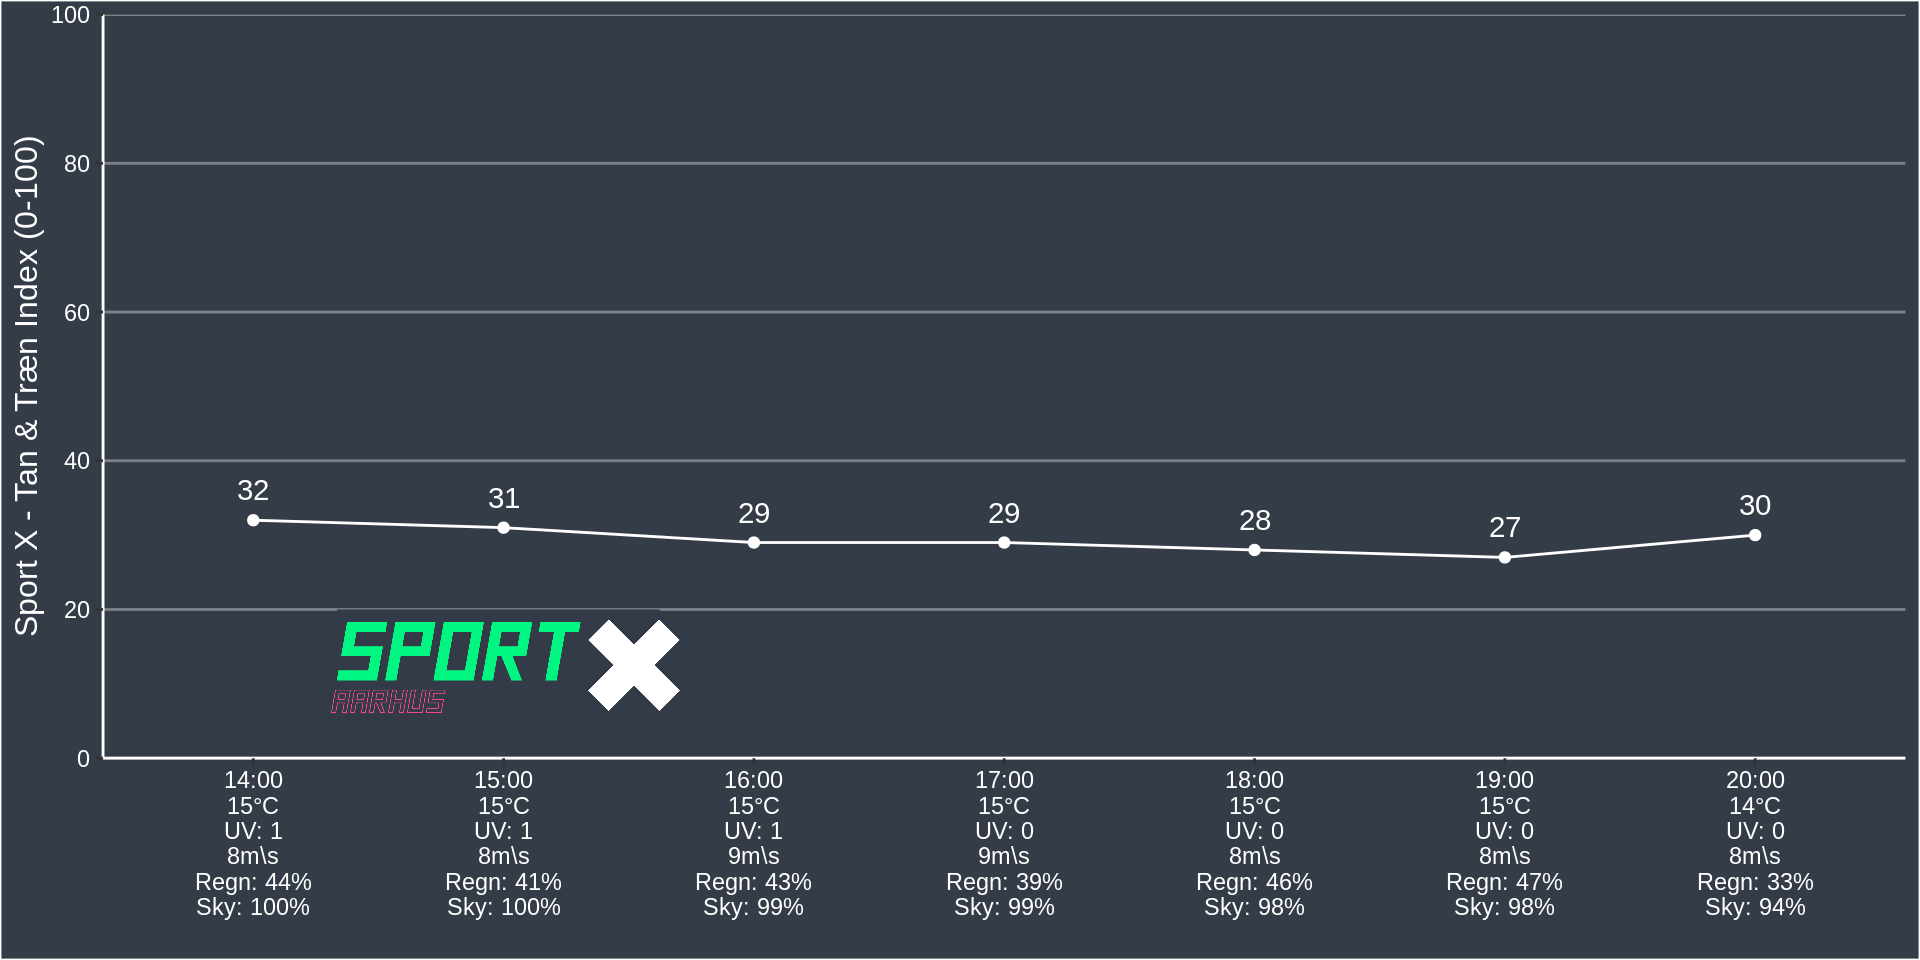 Sport X - Tan & Træn Index (0-100)
100
80
60
40
20
0
32
31
29
29
28
27
30
SPORT X
AARHUS
14:00
15°C
UV: 1
8m\s
Regn: 44%
Sky: 100%
15:00
15°C
UV: 1
8m\s
Regn: 41%
Sky: 100%
16:00
15°C
UV: 1
9m\s
Regn: 43%
Sky: 99%
17:00
15°C
UV: 0
9m\s
Regn: 39%
Sky: 99%
18:00
15°C
UV: 0
8m\s
Regn: 46%
Sky: 98%
19:00
15°C
UV: 0
8m\s
Regn: 47%
Sky: 98%
20:00
14°C
UV: 0
8m\s
Regn: 33%
Sky: 94%